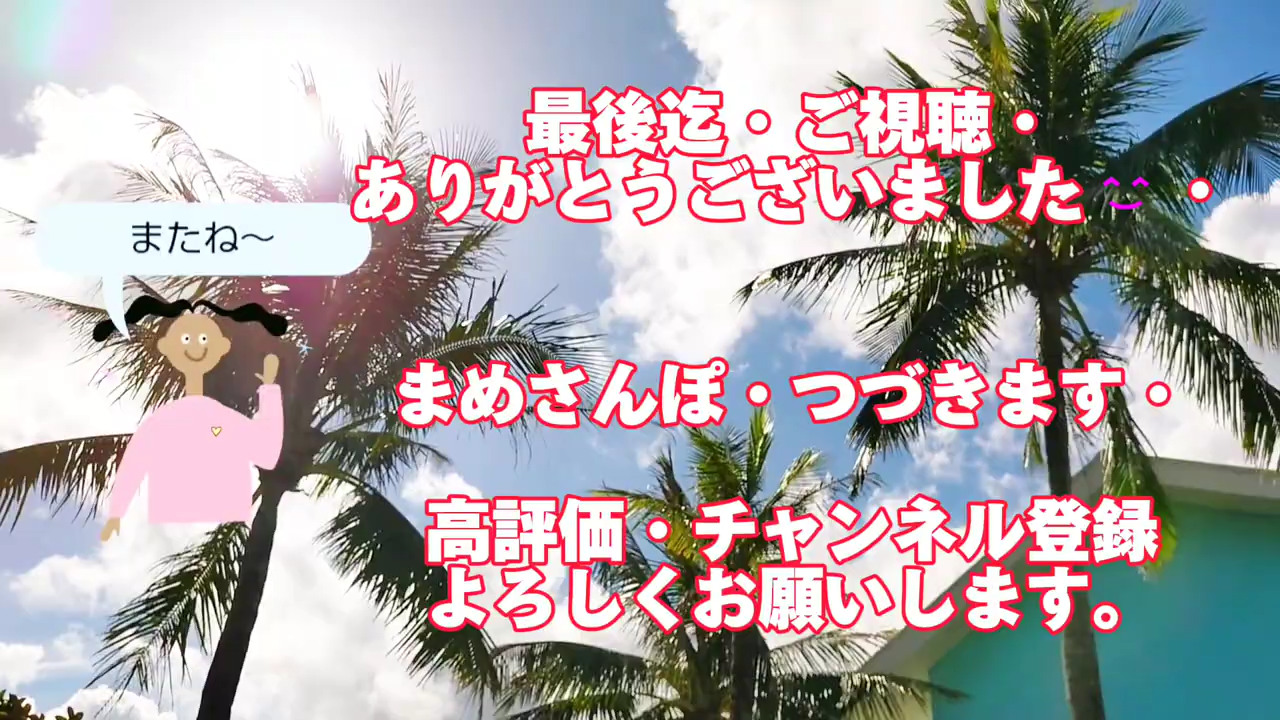 最後迄・ご視聴・
ありがとうございました^^・
またね〜
まめさんぽ・つづきます・
高評価・チャンネル登録
よろしくお願いします。